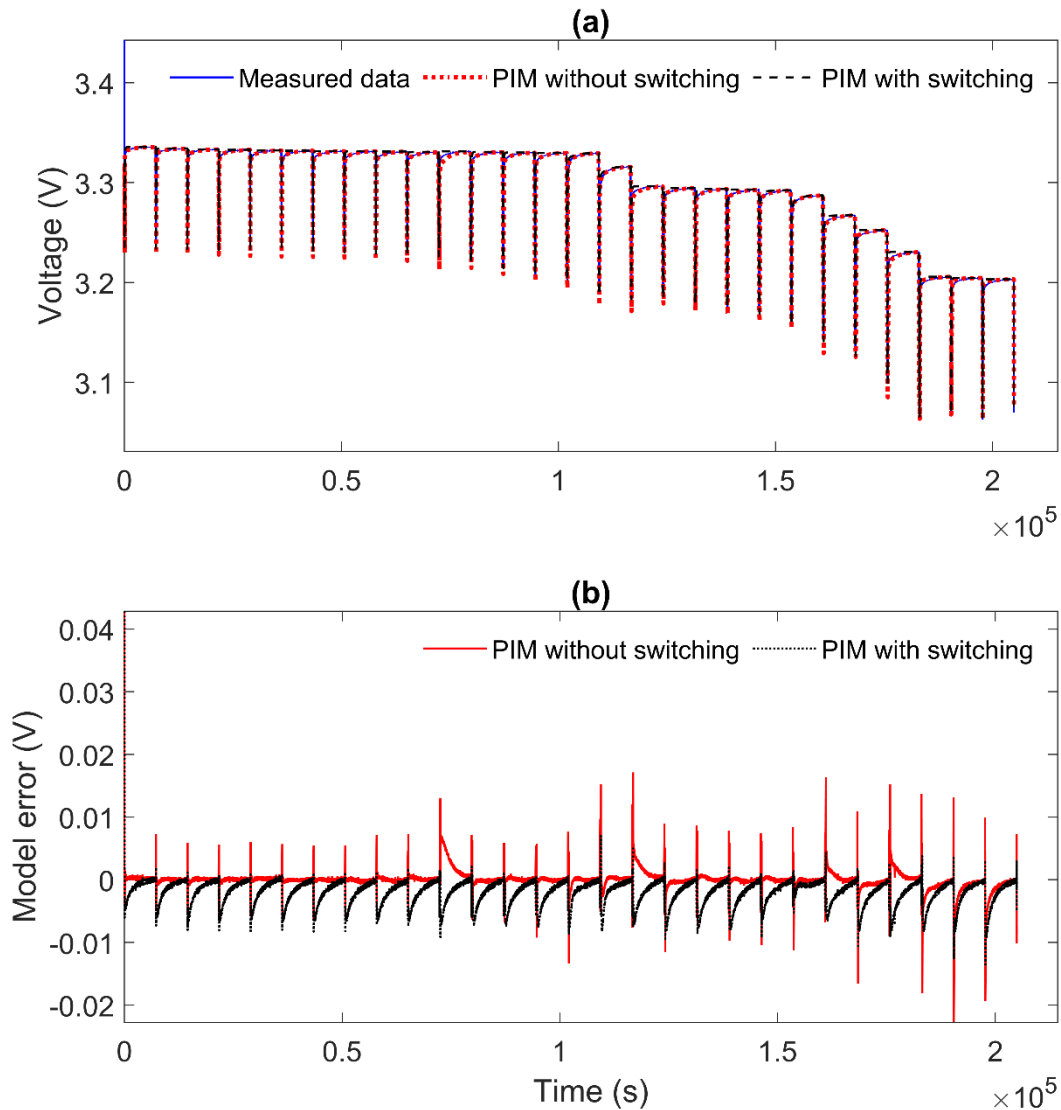 (a)
Measured data PIM without switching PIM with switching
Voltage (V)
3.4
3.3
3.2
3.1
0 0.5 1 1.5 2
×10^5
(b)
PIM without switching PIM with switching
Model error (V)
0.04
0.03
0.02
0.01
0
-0.01
-0.02
0 0.5 1 1.5 2
Time (s)
×10^5